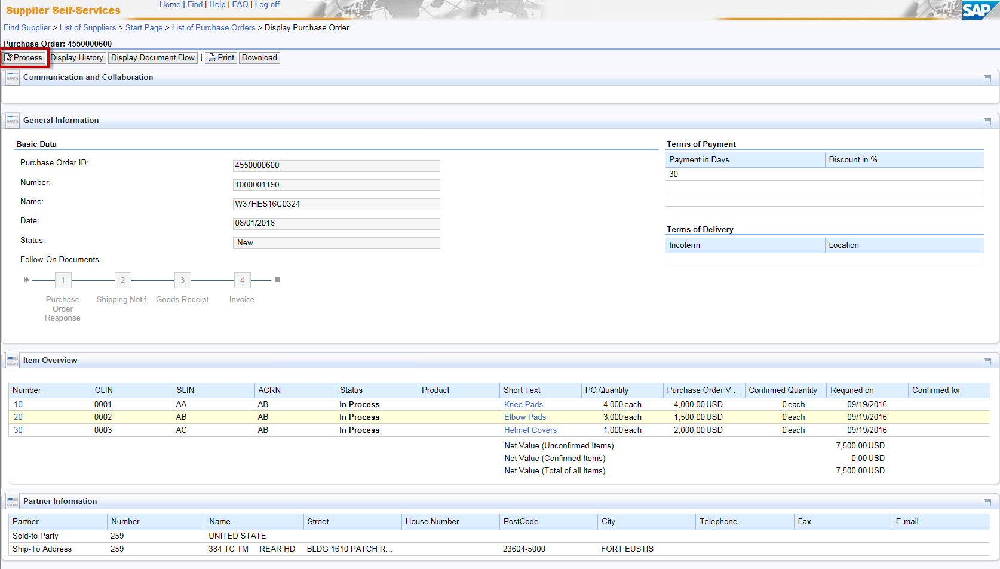 Supplier Self-Services
Home | Find | Help | FAQ | Log off
SAP
Find Supplier > List of Suppliers > Start Page > List of Purchase Orders > Display Purchase Order
Purchase Order: 4550000600
Process Display History Display Document Flow | Print Download
Communication and Collaboration
General Information
Basic Data
Purchase Order ID: 4550000600
Number: 1000001190
Name: W37HES16C0324
Date: 08/01/2016
Status: New
Follow-On Documents:
1 2 3 4
Purchase Order Response Shipping Notif. Goods Receipt Invoice
Terms of Payment
Payment in Days Discount in %
30
Terms of Delivery
Incoterm Location
Item Overview
Number CLIN SLIN ACRN Status Product Short Text PO Quantity Purchase Order V... Confirmed Quantity Required on Confirmed for
10 0001 AA AB In Process Knee Pads 4,000 each 4,000.00 USD 0 each 09/19/2016
20 0002 AB AB In Process Elbow Pads 3,000 each 1,500.00 USD 0 each 09/19/2016
30 0003 AC AB In Process Helmet Covers 1,000 each 2,000.00 USD 0 each 09/19/2016
Net Value (Unconfirmed Items) 7,500.00 USD
Net Value (Confirmed Items) 0.00 USD
Net Value (Total of all Items) 7,500.00 USD
Partner Information
Partner Number Name Street House Number PostCode City Telephone Fax E-mail
Sold-to Party 259 UNITED STATE
Ship-To Address 259 384 TC TM REAR HD BLDG 1610 PATCH R... 23604-5000 FORT EUSTIS